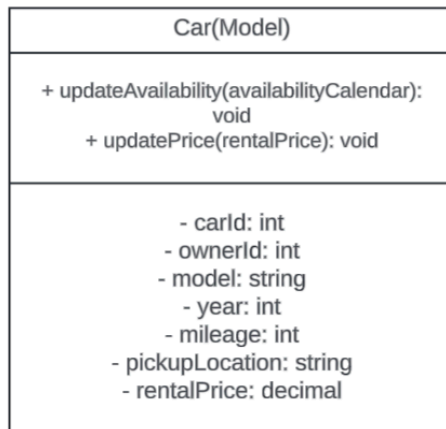 Car(Model)
+ updateAvailability(availabilityCalendar):
void
+ updatePrice(rentalPrice): void
- carId: int
- ownerId: int
- model: string
- year: int
- mileage: int
- pickupLocation: string
- rentalPrice: decimal